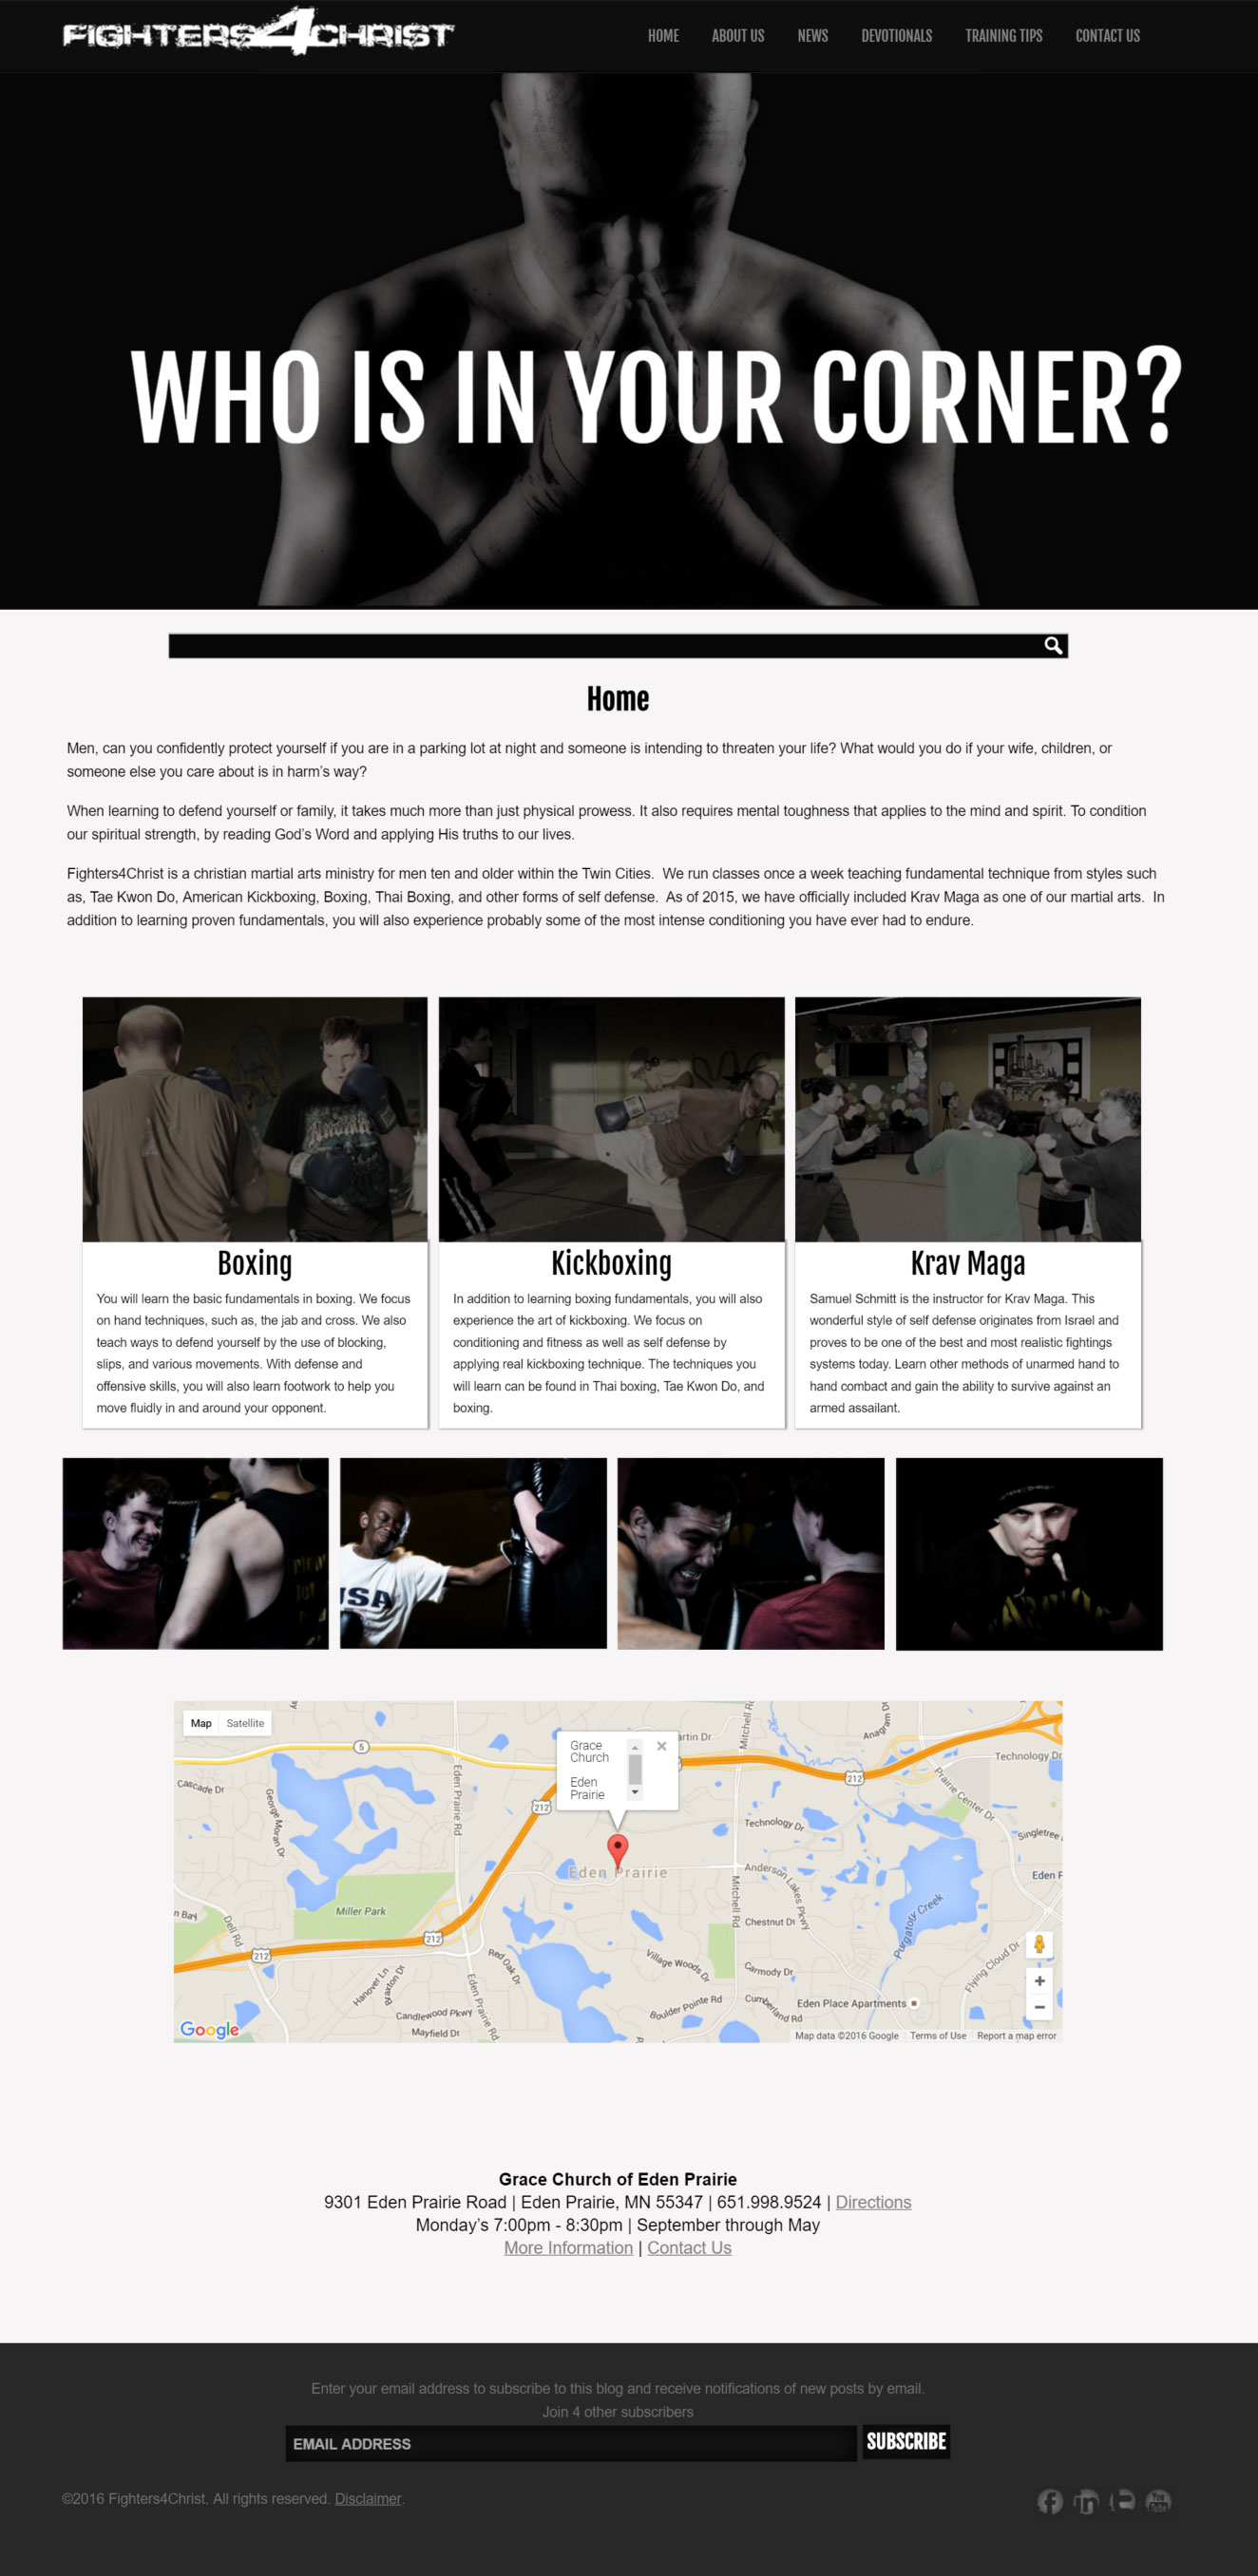 FIGHTERS4CHRIST
HOME ABOUT US NEWS DEVOTIONALS TRAINING TIPS CONTACT US
WHO IS IN YOUR CORNER?
Home
Men, can you confidently protect yourself if you are in a parking lot at night and someone is intending to threaten your life? What would you do if your wife, children, or
someone else you care about is in harm's way?
When learning to defend yourself or family, it takes much more than just physical prowess. It also requires mental toughness that applies to the mind and spirit. To condition
our spiritual strength, by reading God's Word and applying His truths to our lives.
Fighters4Christ is a christian martial arts ministry for men ten and older within the Twin Cities. We run classes once a week teaching fundamental technique from styles such
as, Tae Kwon Do, American Kickboxing, Boxing, Thai Boxing, and other forms of self defense. As of 2015, we have officially included Krav Maga as one of our martial arts. In
addition to learning proven fundamentals, you will also experience probably some of the most intense conditioning you have ever had to endure.
Boxing
You will learn the basic fundamentals in boxing. We focus
on hand techniques, such as, the jab and cross. We also
teach ways to defend yourself by the use of blocking,
slips, and various movements. With defense and
offensive skills, you will also learn footwork to help you
move fluidly in and around your opponent.
Kickboxing
In addition to learning boxing fundamentals, you will also
experience the art of kickboxing. We focus on
conditioning and fitness as well as self defense by
applying real kickboxing technique. The techniques you
will learn can be found in Thai boxing, Tae Kwon Do, and
boxing.
Krav Maga
Samuel Schmitt is the instructor for Krav Maga. This
wonderful style of self defense originates from Israel and
proves to be one of the best and most realistic fightings
systems today. Learn other methods of unarmed hand to
hand combact and gain the ability to survive against an
armed assailant.
USA
Map Satellite
Grace
Church
Eden
Prairie
5
212
212
212
212
Cascade Dr
George Moran Dr
Eden Prairie Rd
Martin Dr
Mitchell Rd
Anagram
Technology Dr
Prairie Center Dr
Technology Dr
Singletree
Eden Prairie
Anderson Lakes Pkwy
Eden P
Miller Park
Mitchell Rd
Chestnut Dr
Purgatory Creek
n Bay
Dell Rd
Red Oak Dr
Village Woods Dr
Carmody Dr
Flying Cloud Dr
Hanover Ln
Braxton Dr
Eden Prairie Rd
Candlewood Pkwy
Mayfield Dr
Boulder Pointe Rd
Cumberland Rd
Eden Place Apartments
Google
Map data ©2016 Google Terms of Use Report a map error
Grace Church of Eden Prairie
9301 Eden Prairie Road | Eden Prairie, MN 55347 | 651.998.9524 | Directions
Monday's 7:00pm - 8:30pm | September through May
More Information | Contact Us
Enter your email address to subscribe to this blog and receive notifications of new posts by email.
Join 4 other subscribers
EMAIL ADDRESS SUBSCRIBE
©2016 Fighters4Christ. All rights reserved. Disclaimer.
You
Tube